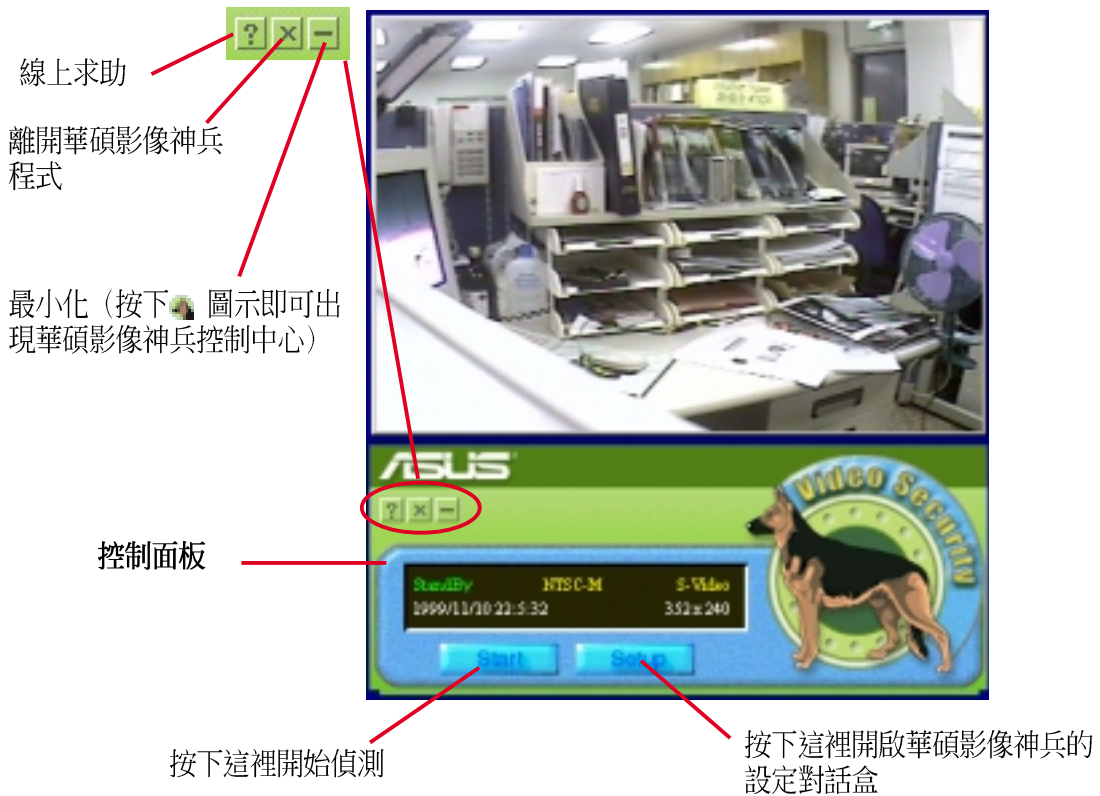 ? × −
線上求助
離開華碩影像神兵
程式
最小化（按下 圖示即可出
現華碩影像神兵控制中心）
ASUS
Video Security
? × −
控制面板
StandBy NTSC-M S-Video
1999/11/10 22:5:32 352 x 240
Start Setup
按下這裡開始偵測
按下這裡開啟華碩影像神兵的
設定對話盒